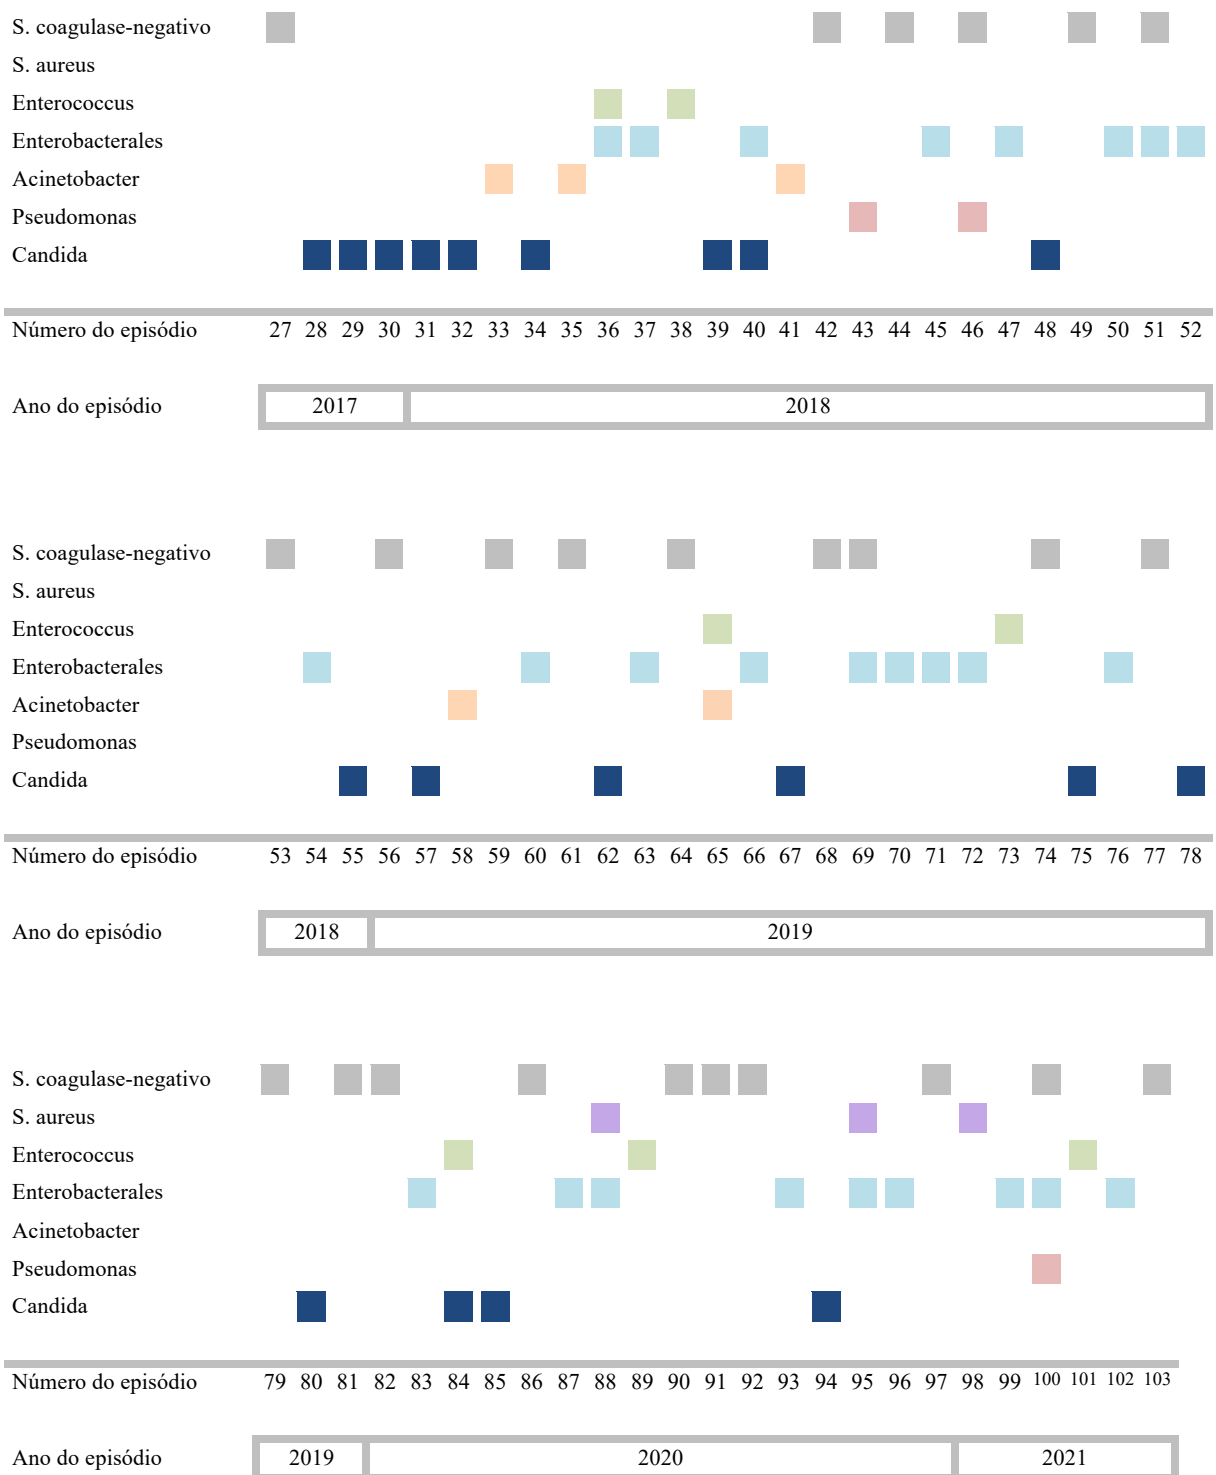 S. coagulase-negativo
S. aureus
Enterococcus
Enterobacterales
Acinetobacter
Pseudomonas
Candida
Número do episódio 27 28 29 30 31 32 33 34 35 36 37 38 39 40 41 42 43 44 45 46 47 48 49 50 51 52
Ano do episódio 2017 2018
S. coagulase-negativo
S. aureus
Enterococcus
Enterobacterales
Acinetobacter
Pseudomonas
Candida
Número do episódio 53 54 55 56 57 58 59 60 61 62 63 64 65 66 67 68 69 70 71 72 73 74 75 76 77 78
Ano do episódio 2018 2019
S. coagulase-negativo
S. aureus
Enterococcus
Enterobacterales
Acinetobacter
Pseudomonas
Candida
Número do episódio 79 80 81 82 83 84 85 86 87 88 89 90 91 92 93 94 95 96 97 98 99 100 101 102 103
Ano do episódio 2019 2020 2021